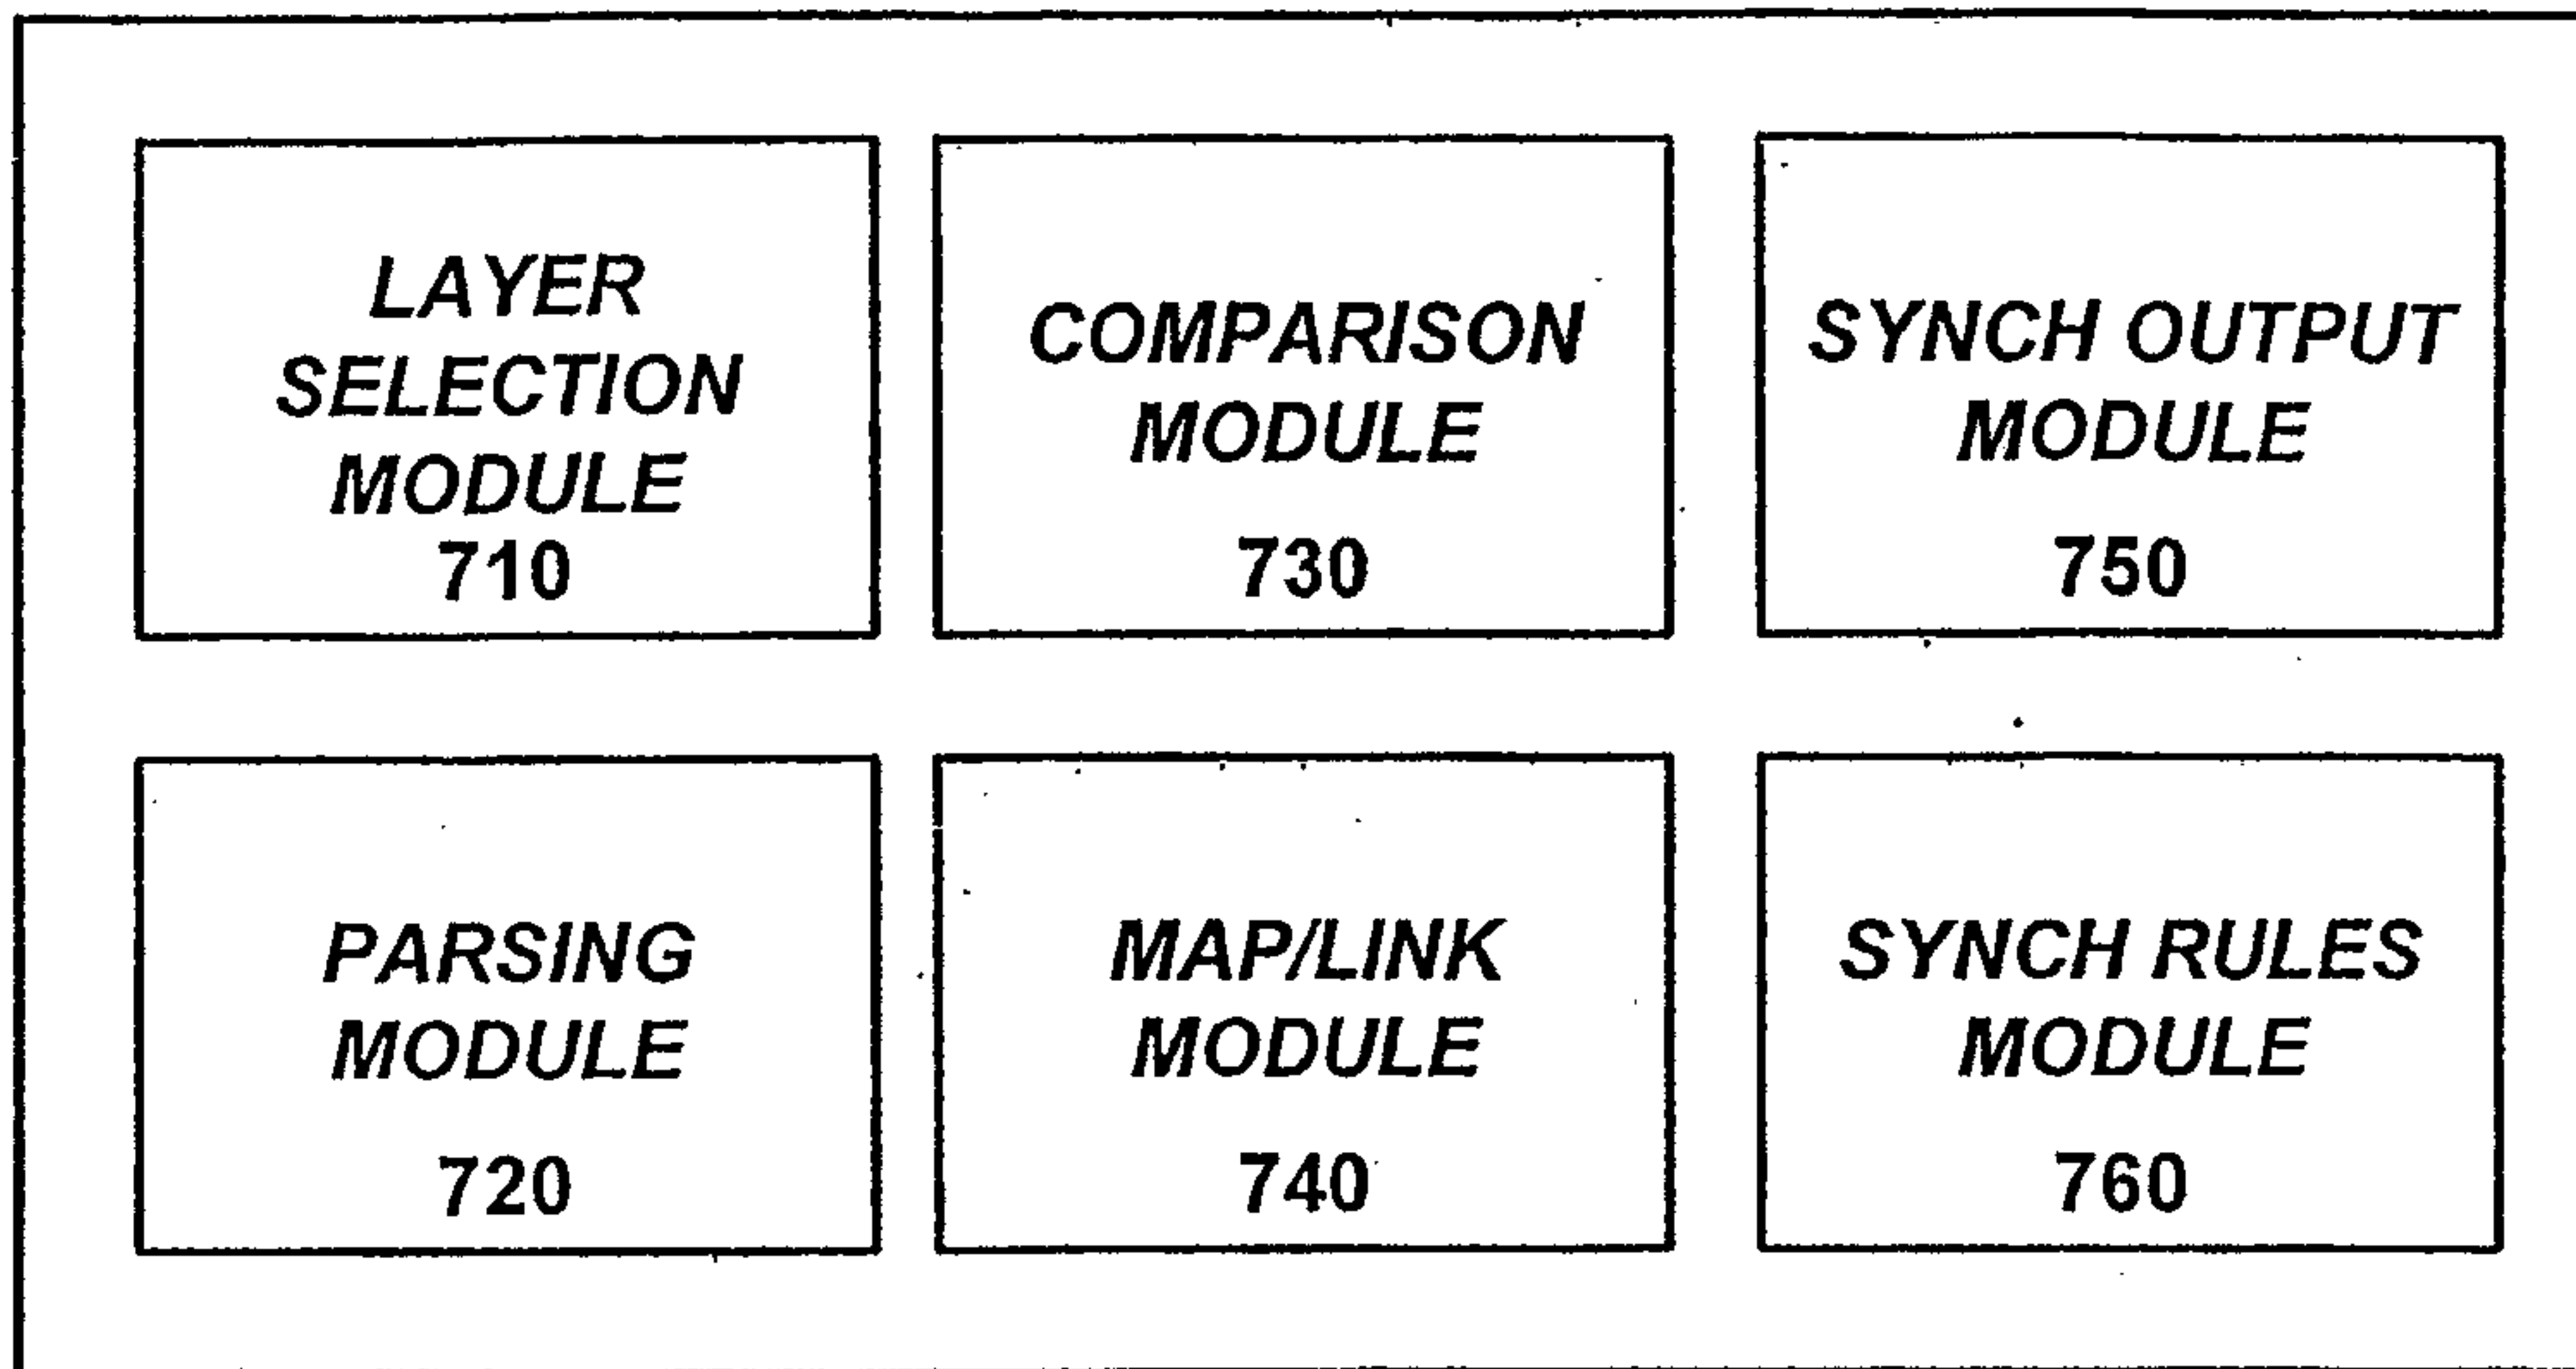 LAYER
SELECTION
MODULE
710
COMPARISON
MODULE
730
SYNCH OUTPUT
MODULE
750
PARSING
MODULE
720
MAP/LINK
MODULE
740
SYNCH RULES
MODULE
760